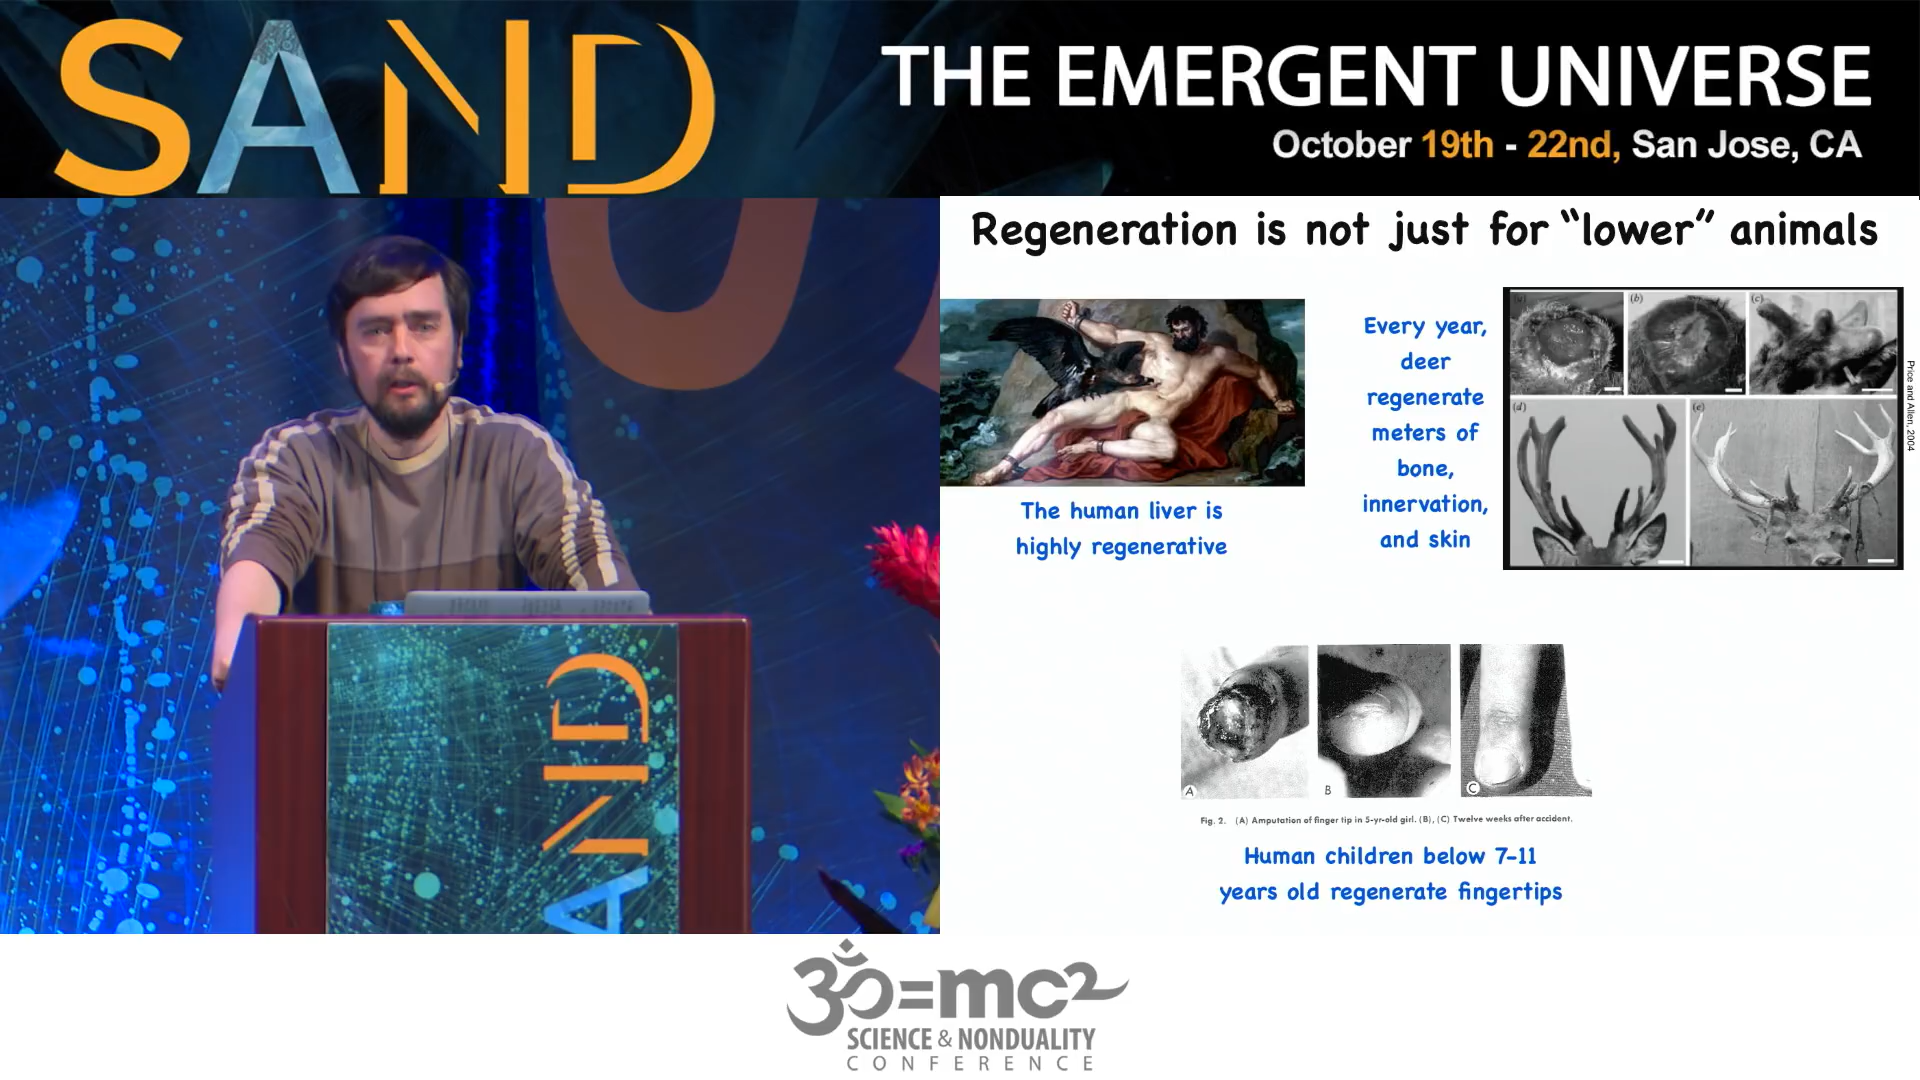 SAND
THE EMERGENT UNIVERSE
October 19th - 22nd, San Jose, CA
Regeneration is not just for “lower” animals
The human liver is
highly regenerative
Every year,
deer
regenerate
meters of
bone,
innervation,
and skin
(a)
(b)
(c)
(d)
(e)
Price and Allen, 2004
A
B
C
Fig. 2. (A) Amputation of finger tip in 5-yr-old girl. (B), (C) Twelve weeks after accident.
Human children below 7-11
years old regenerate fingertips
AND
ॐ=mc2
SCIENCE & NONDUALITY
CONFERENCE